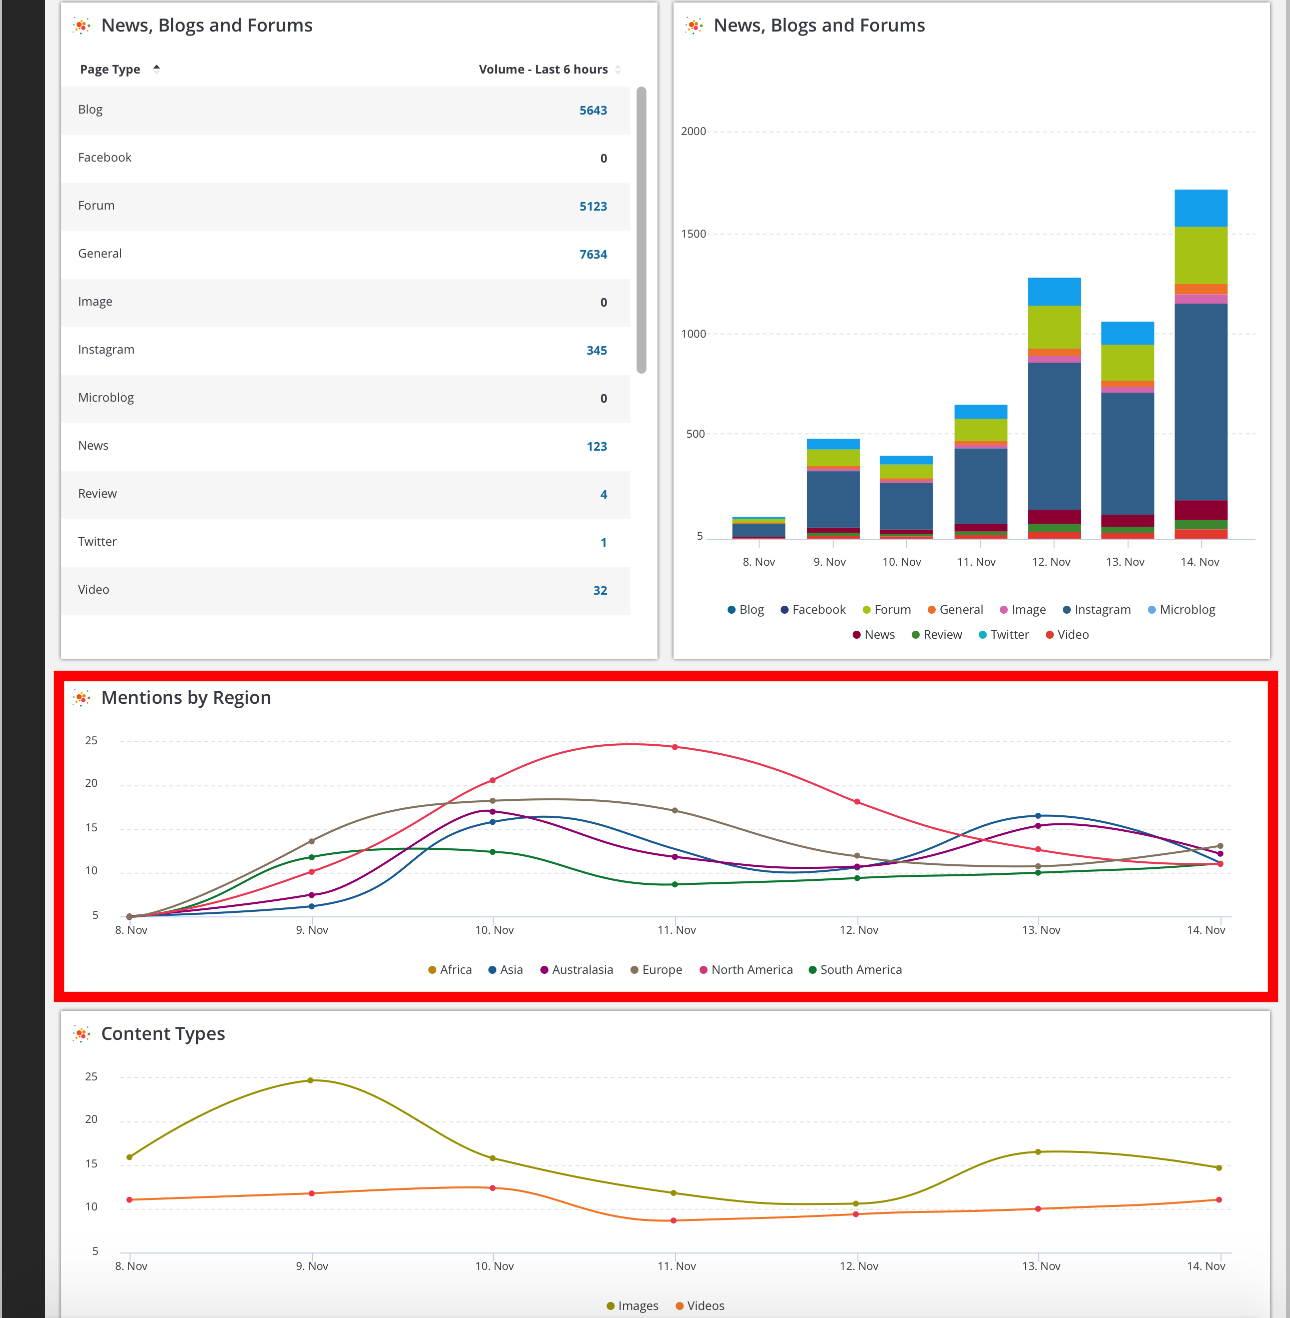 News, Blogs and Forums
Page Type Volume - Last 6 hours
Blog 5643
Facebook 0
Forum 5123
General 7634
Image 0
Instagram 345
Microblog 0
News 123
Review 4
Twitter 1
Video 32
News, Blogs and Forums
2000
1500
1000
500
5
8. Nov 9. Nov 10. Nov 11. Nov 12. Nov 13. Nov 14. Nov
Blog Facebook Forum General Image Instagram Microblog
News Review Twitter Video
Mentions by Region
25
20
15
10
5
8. Nov 9. Nov 10. Nov 11. Nov 12. Nov 13. Nov 14. Nov
Africa Asia Australasia Europe North America South America
Content Types
25
20
15
10
5
8. Nov 9. Nov 10. Nov 11. Nov 12. Nov 13. Nov 14. Nov
Images Videos